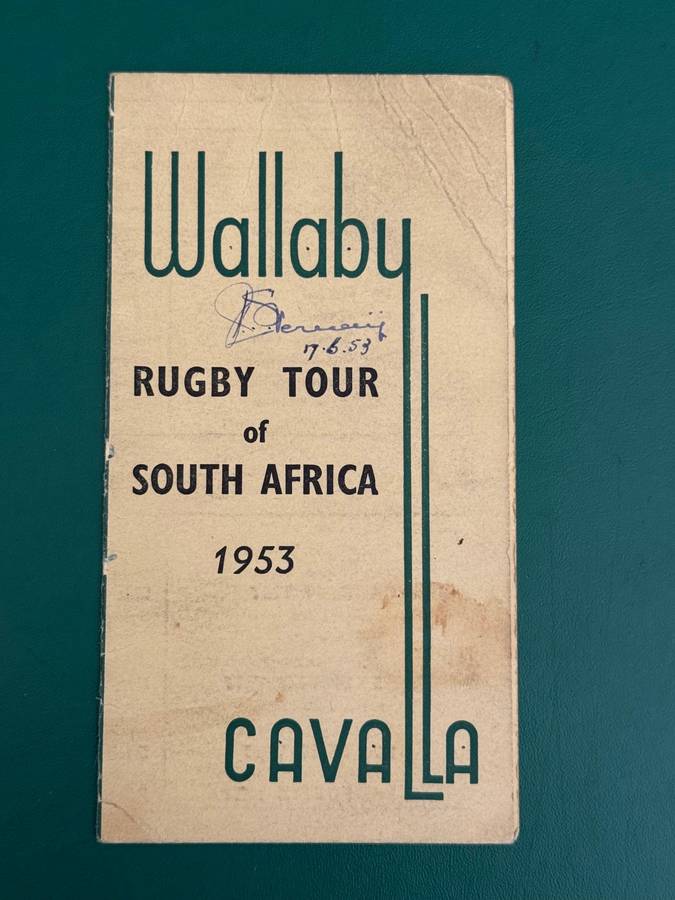 Wallaby
17.6.53
RUGBY TOUR
of
SOUTH AFRICA
1953
CAVALLA